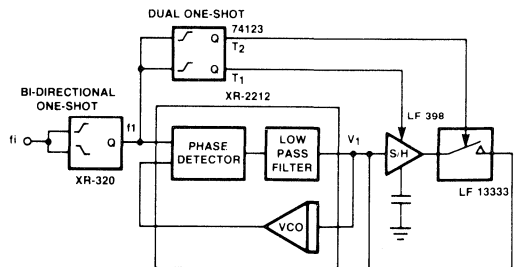 DUAL ONE-SHOT
74123
Q
T2
Q
T1
BI-DIRECTIONAL
ONE-SHOT
XR-2212
fi
f1
Q
XR-320
PHASE
DETECTOR
LOW
PASS
FILTER
V1
LF 398
S/H
LF 13333
VCO